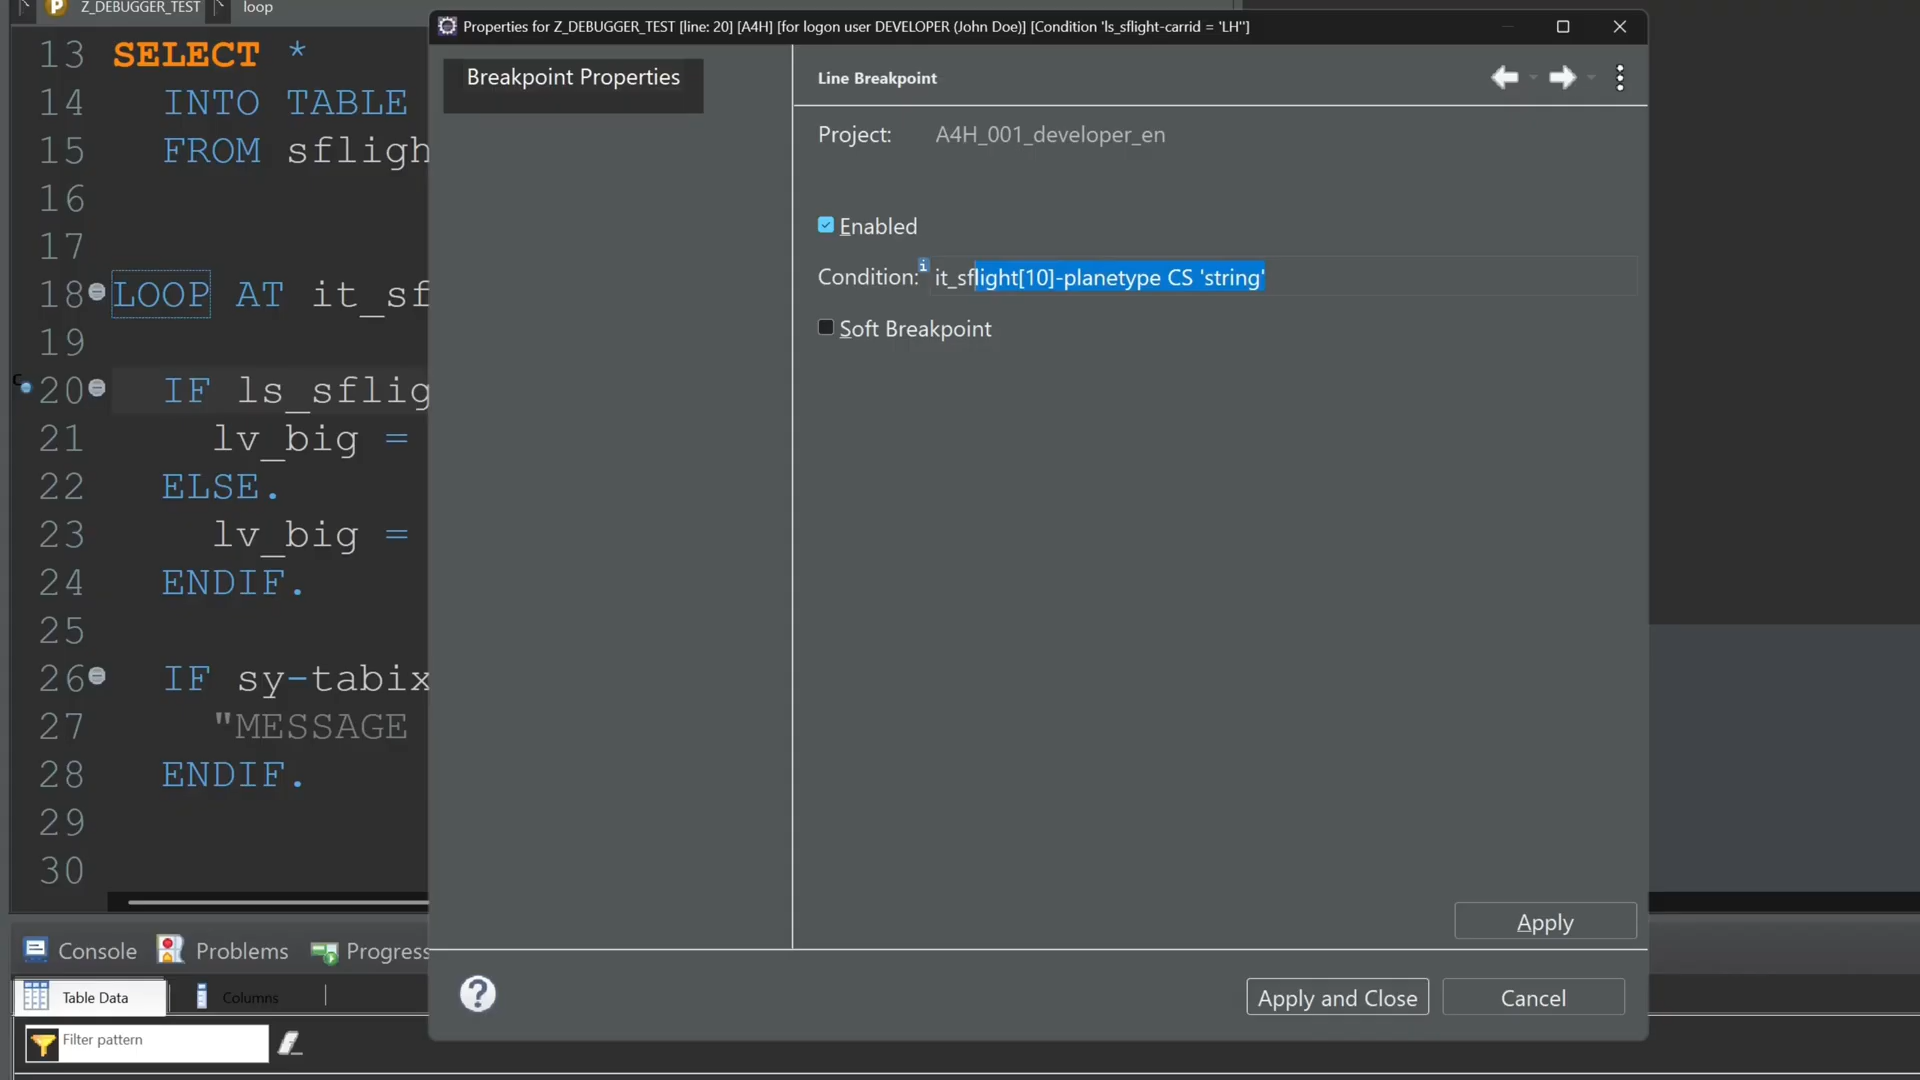 Z_DEBUGGER_TEST loop
Properties for Z_DEBUGGER_TEST [line: 20] [A4H] [for logon user DEVELOPER (John Doe)] [Condition 'ls_sflight-carrid = 'LH'']
13 SELECT *
14 INTO TABLE
15 FROM sfligh
16
17
18 LOOP AT it_sf
19
20 IF ls_sflig
21 lv_big =
22 ELSE.
23 lv_big =
24 ENDIF.
25
26 IF sy-tabix
27 "MESSAGE
28 ENDIF.
29
30
Breakpoint Properties
Line Breakpoint
Project: A4H_001_developer_en
Enabled
Condition: it_sflight[10]-planetype CS 'string'
Soft Breakpoint
Apply
Apply and Close
Cancel
Console Problems Progress
Table Data Columns
Filter pattern